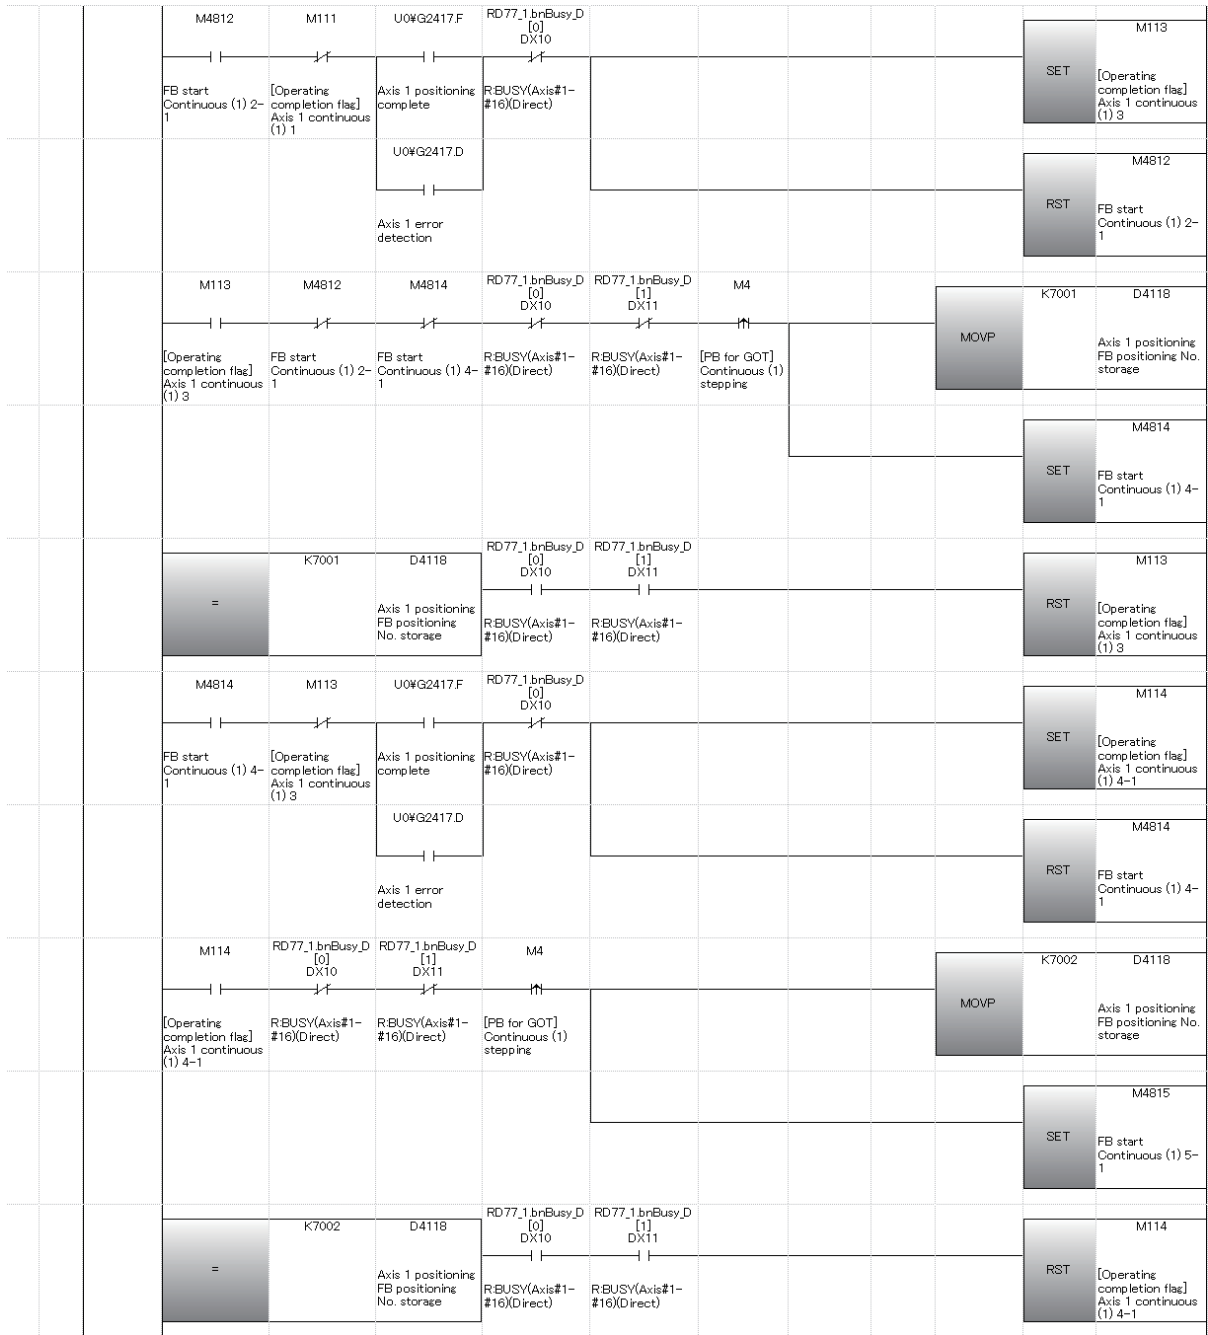 M4812 M111 U0¥G2417.F RD77_1.bnBusy_D
[0]
DX10
M113
SET
FB start
Continuous (1) 2-
1
[Operating
completion flag]
Axis 1 continuous
(1) 1
Axis 1 positioning
complete
R:BUSY(Axis#1-
#16)(Direct)
[Operating
completion flag]
Axis 1 continuous
(1) 3
U0¥G2417.D
Axis 1 error
detection
M4812
RST
FB start
Continuous (1) 2-
1
M113 M4812 M4814 RD77_1.bnBusy_D RD77_1.bnBusy_D M4
[0] [1]
DX10 DX11
K7001 D4118
MOVP
[Operating
completion flag]
Axis 1 continuous
(1) 3
FB start
Continuous (1) 2-
1
FB start
Continuous (1) 4-
1
R:BUSY(Axis#1-
#16)(Direct)
R:BUSY(Axis#1-
#16)(Direct)
[PB for GOT]
Continuous (1)
stepping
Axis 1 positioning
FB positioning No.
storage
M4814
SET
FB start
Continuous (1) 4-
1
=
K7001 D4118
Axis 1 positioning
FB positioning
No. storage
RD77_1.bnBusy_D RD77_1.bnBusy_D
[0] [1]
DX10 DX11
R:BUSY(Axis#1-
#16)(Direct)
R:BUSY(Axis#1-
#16)(Direct)
M113
RST
[Operating
completion flag]
Axis 1 continuous
(1) 3
M4814 M113 U0¥G2417.F RD77_1.bnBusy_D
[0]
DX10
M114
SET
FB start
Continuous (1) 4-
1
[Operating
completion flag]
Axis 1 continuous
(1) 3
Axis 1 positioning
complete
R:BUSY(Axis#1-
#16)(Direct)
[Operating
completion flag]
Axis 1 continuous
(1) 4-1
U0¥G2417.D
Axis 1 error
detection
M4814
RST
FB start
Continuous (1) 4-
1
M114 RD77_1.bnBusy_D RD77_1.bnBusy_D M4
[0] [1]
DX10 DX11
K7002 D4118
MOVP
[Operating
completion flag]
Axis 1 continuous
(1) 4-1
R:BUSY(Axis#1-
#16)(Direct)
R:BUSY(Axis#1-
#16)(Direct)
[PB for GOT]
Continuous (1)
stepping
Axis 1 positioning
FB positioning No.
storage
M4815
SET
FB start
Continuous (1) 5-
1
=
K7002 D4118
Axis 1 positioning
FB positioning
No. storage
RD77_1.bnBusy_D RD77_1.bnBusy_D
[0] [1]
DX10 DX11
R:BUSY(Axis#1-
#16)(Direct)
R:BUSY(Axis#1-
#16)(Direct)
M114
RST
[Operating
completion flag]
Axis 1 continuous
(1) 4-1